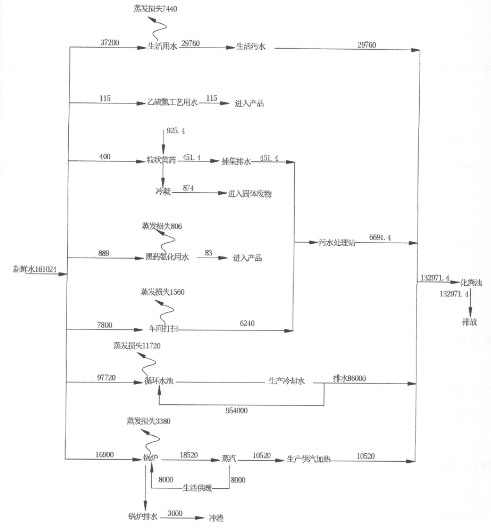 蒸发损失7440
37200 生活用水 29760 生活污水 29760
115 乙硫氮工艺用水 115 进入产品
925.4
400 粒状黄药 451.4 捕集排水 451.4
冷凝 874 进入固体废物
污水处理站 6691.4
蒸发损失806
889 黑药氨化用水 83 进入产品
新鲜水161024
132971.4 化粪池
132971.4
排放
蒸发损失1560
7800 车间打扫 6240
蒸发损失11720
97720 循环水池 生产冷却水 排水86000
954000
蒸发损失3380
16900 锅炉 18520 蒸汽 10520 生产供汽加热 10520
8000 生活供暖 8000
锅炉排水 3000 冲渣